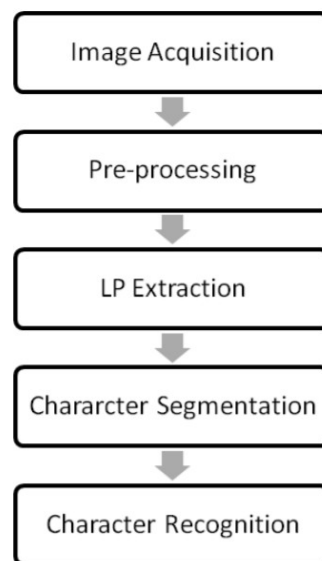 Image Acquisition
Pre-processing
LP Extraction
Chararcter Segmentation
Character Recognition